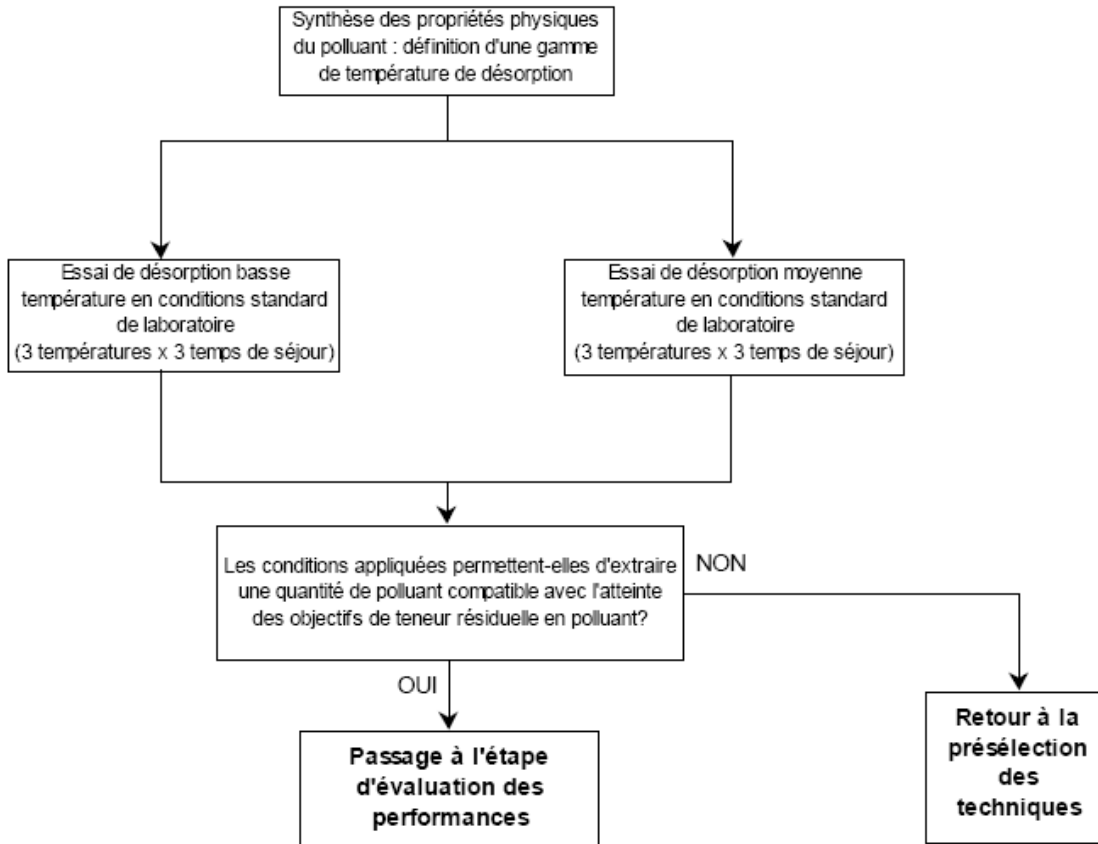 Synthèse des propriétés physiques
du polluant : définition d'une gamme
de température de désorption
Essai de désorption basse
température en conditions standard
de laboratoire
(3 températures x 3 temps de séjour)
Essai de désorption moyenne
température en conditions standard
de laboratoire
(3 températures x 3 temps de séjour)
Les conditions appliquées permettent-elles d'extraire
une quantité de polluant compatible avec l'atteinte
des objectifs de teneur résiduelle en polluant?
NON
OUI
Passage à l'étape
d'évaluation des
performances
Retour à la
présélection
des
techniques